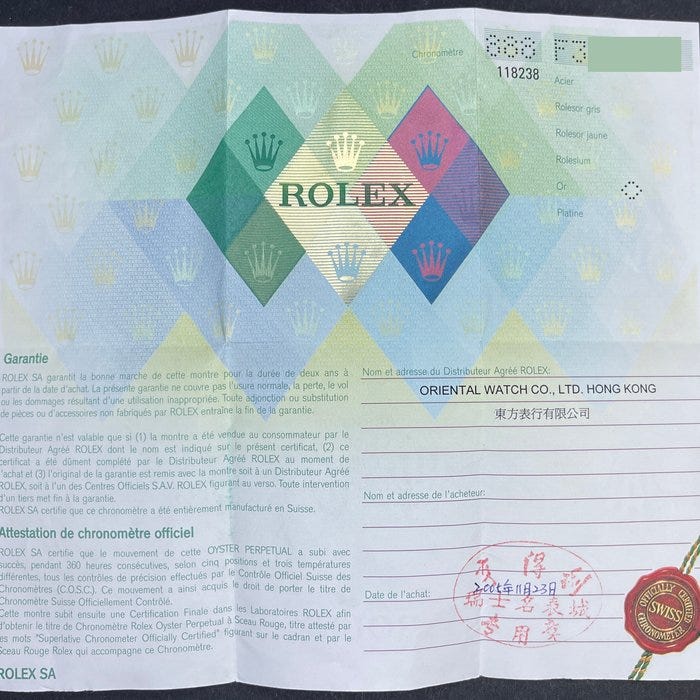 Chronomètre
888 F3
118238
Acier
Rolesor gris
Rolesor jaune
Rolesium
Or
Platine
ROLEX
Garantie
ROLEX SA garantit la bonne marche de cette montre pour la durée de deux ans à
partir de la date d'achat. La présente garantie ne couvre pas l'usure normale, la perte, le vol
ou les dommages résultant d'une utilisation inappropriée. Toute adjonction ou substitution
de pièces ou d'accessoires non fabriqués par ROLEX entraîne la fin de la garantie.
Cette garantie n'est valable que si (1) la montre a été vendue au consommateur par le
Distributeur Agréé ROLEX dont le nom est indiqué sur le présent certificat, (2) ce
certificat a été dûment complété par le Distributeur Agréé ROLEX au moment de
l'achat et (3) l'original de la garantie est remis avec la montre soit à un Distributeur Agréé
ROLEX, soit à l'un des Centres Officiels S.A.V. ROLEX figurant au verso. Toute intervention
d'un tiers met fin à la garantie.
ROLEX SA certifie que ce chronomètre a été entièrement manufacturé en Suisse.
Attestation de chronomètre officiel
ROLEX SA certifie que le mouvement de cette OYSTER PERPETUAL a subi avec
succès, pendant 360 heures consécutives, selon cinq positions et trois températures
différentes, tous les contrôles de précision effectués par le Contrôle Officiel Suisse des
Chronomètres (C.O.S.C.). Ce mouvement a ainsi acquis le droit de porter le titre de
Chronomètre Suisse Officiellement Contrôlé.
Cette montre subit ensuite une Certification Finale dans les Laboratoires ROLEX afin
d'obtenir le titre de Chronomètre Rolex Oyster Perpetual à Sceau Rouge, titre attesté par
les mots "Superlative Chronometer Officially Certified" figurant sur le cadran et par le
Sceau Rouge Rolex qui accompagne ce Chronomètre.
ROLEX SA
Nom et adresse du Distributeur Agréé ROLEX:
ORIENTAL WATCH CO., LTD. HONG KONG
東方表行有限公司
Nom et adresse de l'acheteur:
Date de l'achat:
2005年11月23日
瑞士名表城
专用章
OFFICIALLY CERTIFIED
SWISS
CHRONOMETER